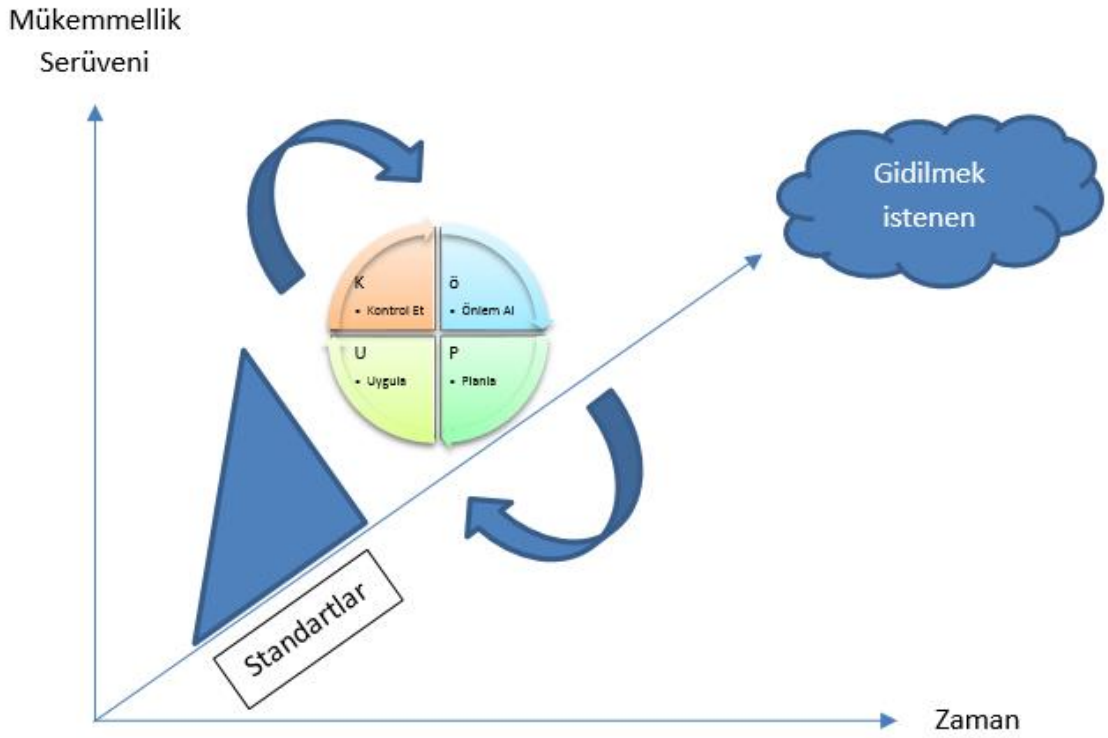 Mükemmellik
Serüveni
Gidilmek
istenen
K
• Kontrol Et
Ö
• Önlem Al
U
• Uygula
P
• Planla
Standartlar
Zaman